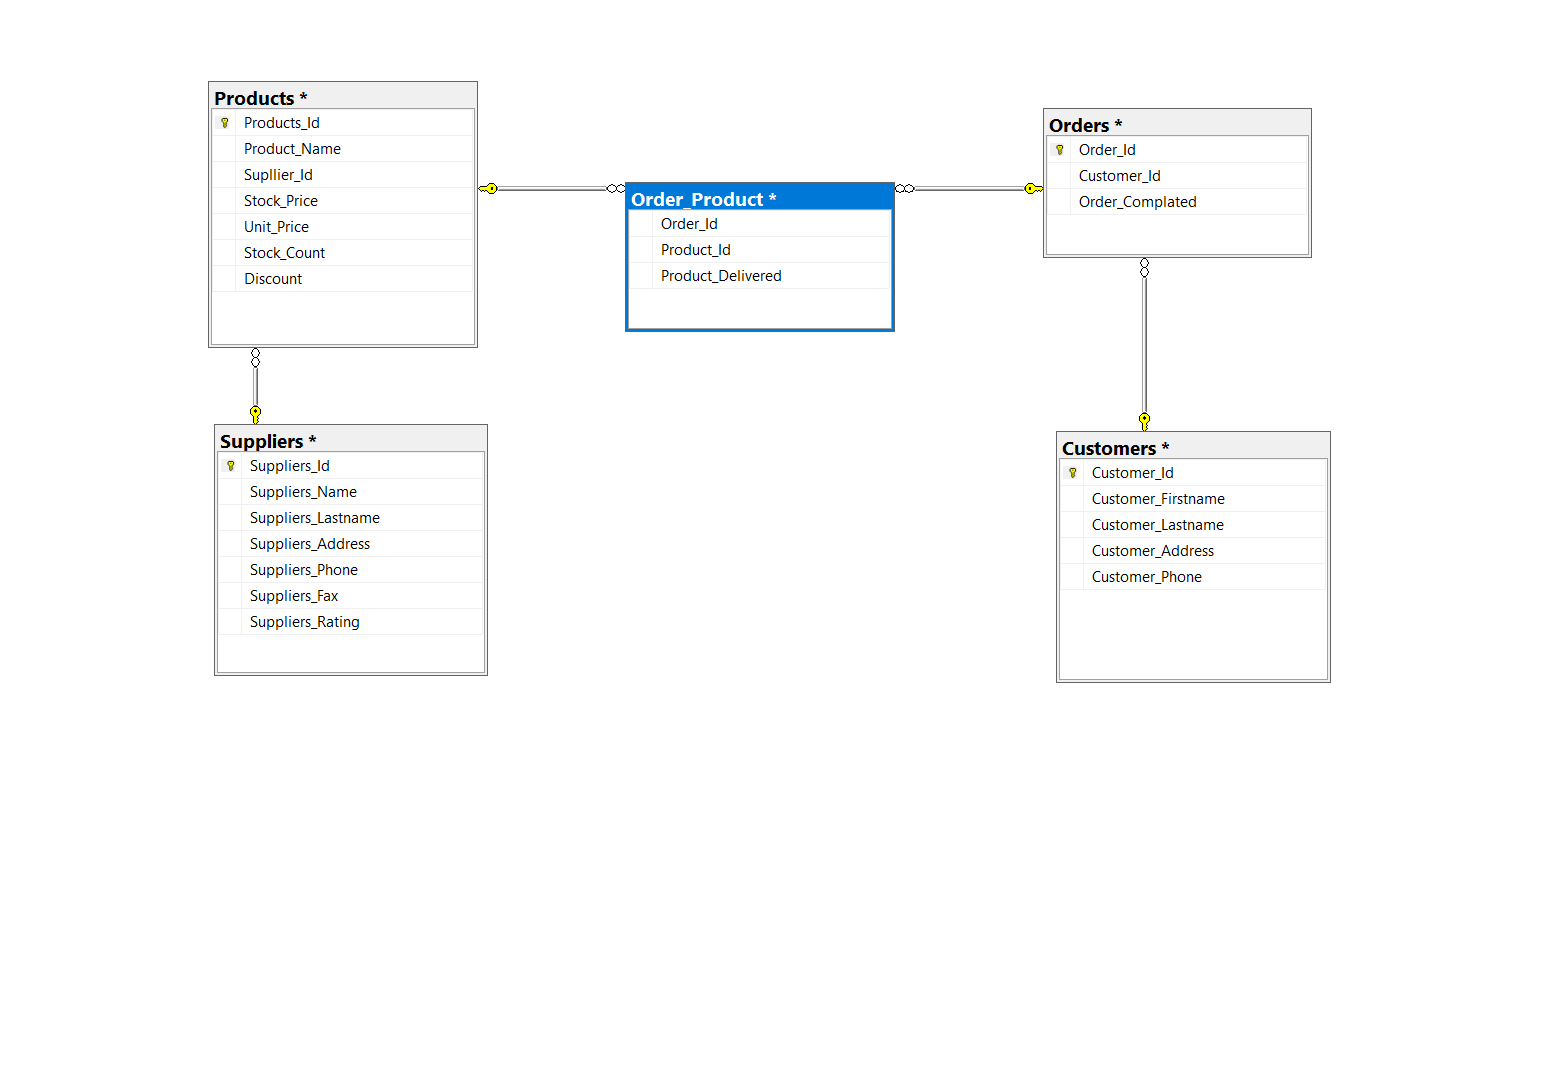 Products *
Products_Id
Product_Name
Supllier_Id
Stock_Price
Unit_Price
Stock_Count
Discount
Order_Product *
Order_Id
Product_Id
Product_Delivered
Orders *
Order_Id
Customer_Id
Order_Complated
Suppliers *
Suppliers_Id
Suppliers_Name
Suppliers_Lastname
Suppliers_Address
Suppliers_Phone
Suppliers_Fax
Suppliers_Rating
Customers *
Customer_Id
Customer_Firstname
Customer_Lastname
Customer_Address
Customer_Phone